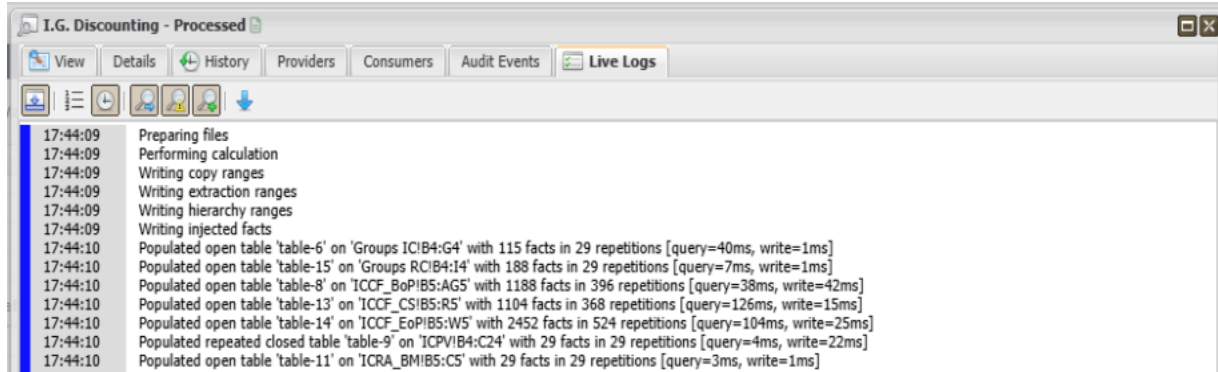 I.G. Discounting - Processed
View Details History Providers Consumers Audit Events Live Logs
17:44:09 Preparing files
17:44:09 Performing calculation
17:44:09 Writing copy ranges
17:44:09 Writing extraction ranges
17:44:09 Writing hierarchy ranges
17:44:09 Writing injected facts
17:44:10 Populated open table 'table-6' on 'Groups IC!B4:G4' with 115 facts in 29 repetitions [query=40ms, write=1ms]
17:44:10 Populated open table 'table-15' on 'Groups RC!B4:I4' with 188 facts in 29 repetitions [query=7ms, write=1ms]
17:44:10 Populated open table 'table-8' on 'ICCF_BoP!B5:AG5' with 1188 facts in 396 repetitions [query=38ms, write=42ms]
17:44:10 Populated open table 'table-13' on 'ICCF_CS!B5:R5' with 1104 facts in 368 repetitions [query=126ms, write=15ms]
17:44:10 Populated open table 'table-14' on 'ICCF_EoP!B5:W5' with 2452 facts in 524 repetitions [query=104ms, write=25ms]
17:44:10 Populated repeated closed table 'table-9' on 'ICPV!B4:C24' with 29 facts in 29 repetitions [query=4ms, write=22ms]
17:44:10 Populated open table 'table-11' on 'ICRA_BM!B5:C5' with 29 facts in 29 repetitions [query=3ms, write=1ms]